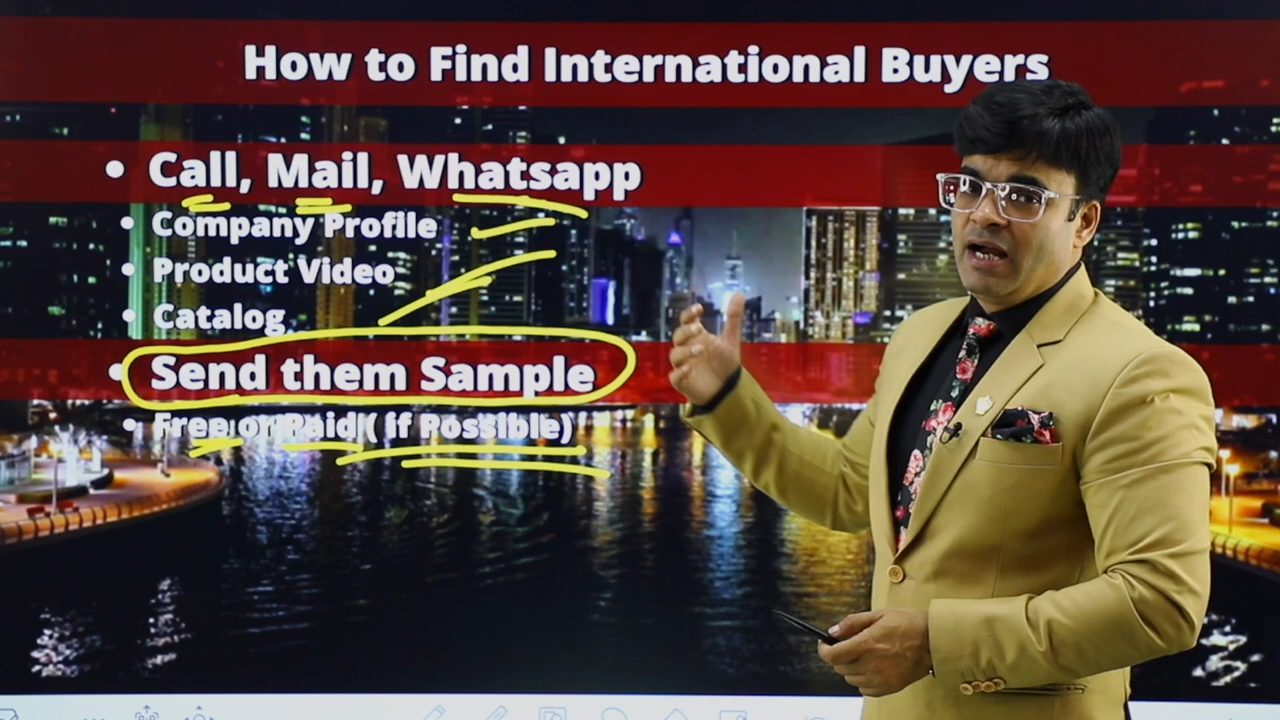 How to Find International Buyers
• Call, Mail, Whatsapp
• Company Profile
• Product Video
• Catalog
• Send them Sample
• Free or Paid ( if Possible)